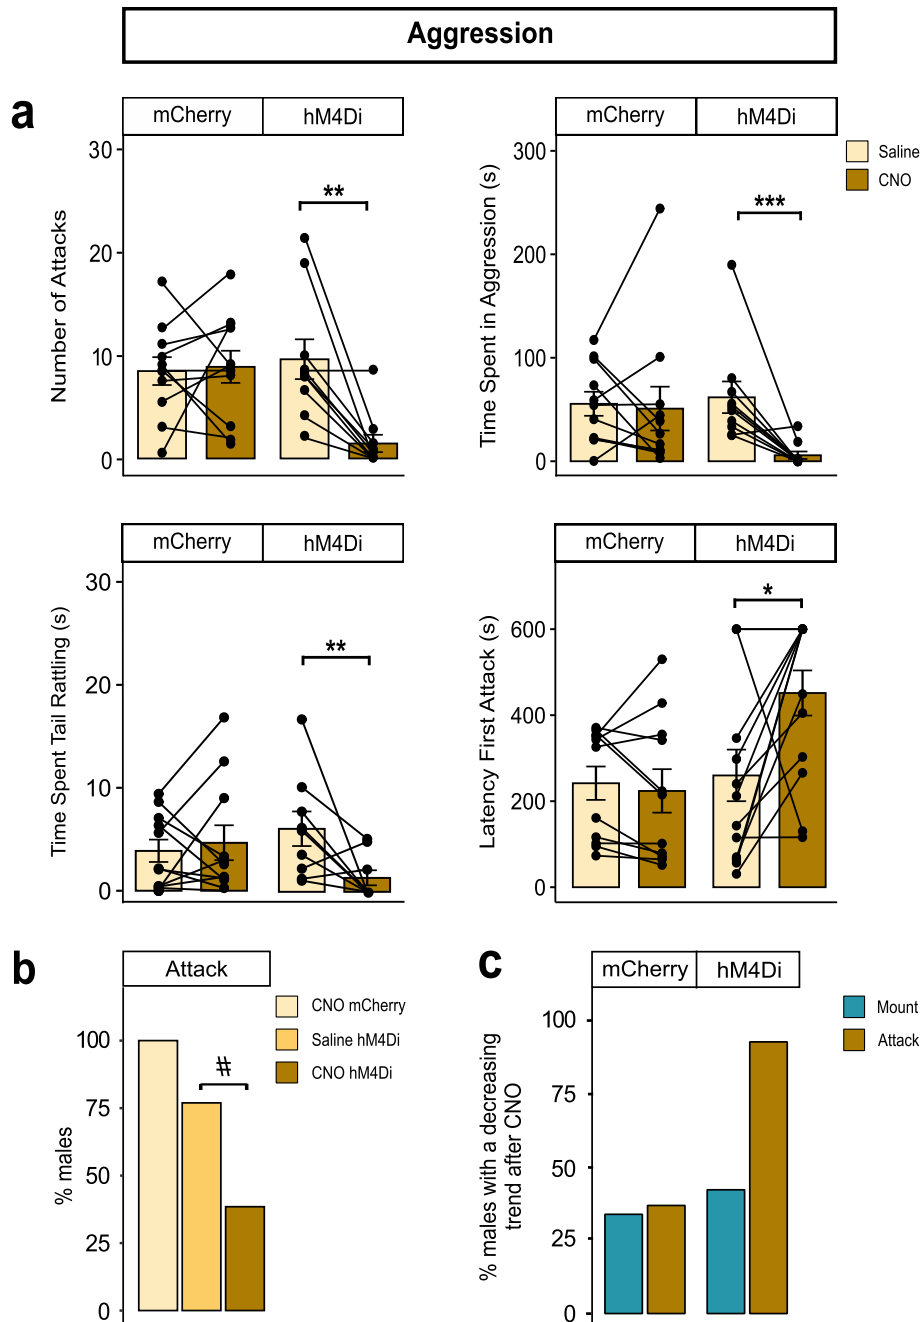 Aggression
a
mCherry hM4Di
Number of Attacks
30
20
10
0
**
mCherry hM4Di
Time Spent in Aggression (s)
300
200
100
0
***
Saline
CNO
mCherry hM4Di
Time Spent Tail Rattling (s)
30
20
10
0
**
mCherry hM4Di
Latency First Attack (s)
600
400
200
0
*
b
Attack
% males
100
75
50
25
0
#
CNO mCherry
Saline hM4Di
CNO hM4Di
c
mCherry hM4Di
% males with a decreasing
trend after CNO
100
75
50
25
0
Mount
Attack